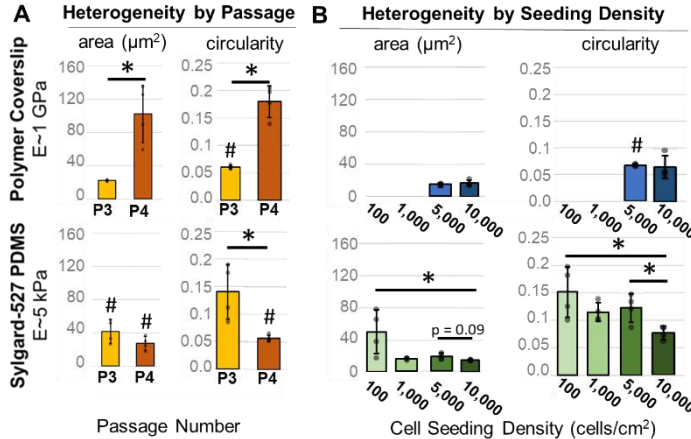 A Heterogeneity by Passage
B Heterogeneity by Seeding Density
area (µm²) circularity
area (µm²) circularity
Polymer Coverslip
E~1 GPa
160
120
80
40
0
*
P3 P4
0.2
0.15
0.1
0.05
0.0
*
#
P3 P4
160
120
80
40
0
100 1,000 5,000 10,000
0.2
0.15
0.1
0.05
0
#
100 1,000 5,000 10,000
Sylgard-527 PDMS
E~5 kPa
160
120
80
40
0
# #
P3 P4
0.2
0.15
0.1
0.05
0.0
*
#
P3 P4
160
120
80
40
0
*
p = 0.09
100 1,000 5,000 10,000
0.25
0.2
0.15
0.1
0.05
0.0
*
*
100 1,000 5,000 10,000
Passage Number
Cell Seeding Density (cells/cm²)